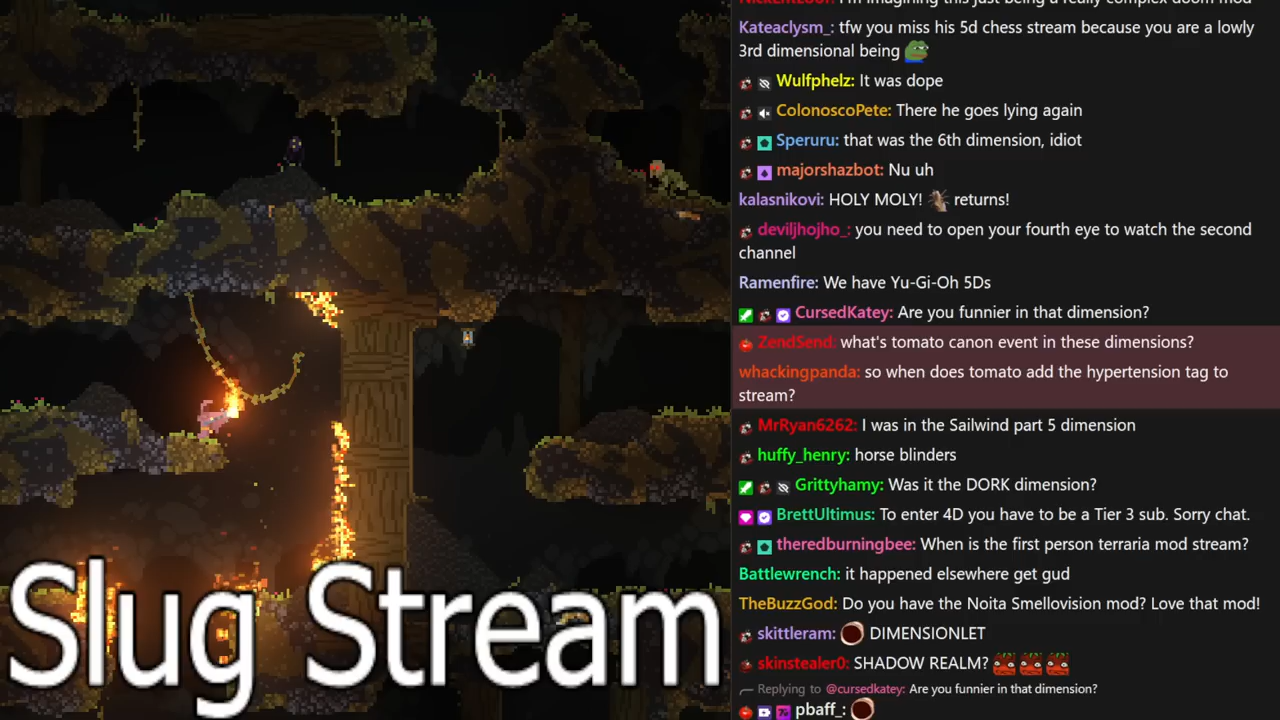 Kateaclysm_: tfw you miss his 5d chess stream because you are a lowly
3rd dimensional being
Wulfphelz: It was dope
ColonoscoPete: There he goes lying again
Speruru: that was the 6th dimension, idiot
majorshazbot: Nu uh
kalasnikovi: HOLY MOLY! returns!
deviljhojho_: you need to open your fourth eye to watch the second
channel
Ramenfire: We have Yu-Gi-Oh 5Ds
CursedKatey: Are you funnier in that dimension?
ZendSend: what's tomato canon event in these dimensions?
whackingpanda: so when does tomato add the hypertension tag to
stream?
MrRyan6262: I was in the Sailwind part 5 dimension
huffy_henry: horse blinders
Grittyhamy: Was it the DORK dimension?
BrettUltimus: To enter 4D you have to be a Tier 3 sub. Sorry chat.
theredburningbee: When is the first person terraria mod stream?
Battlewrench: it happened elsewhere get gud
TheBuzzGod: Do you have the Noita Smellovision mod? Love that mod!
skittleram: DIMENSIONLET
skinstealer0: SHADOW REALM?
Replying to @cursedkatey: Are you funnier in that dimension?
pbaff_:
Slug Stream